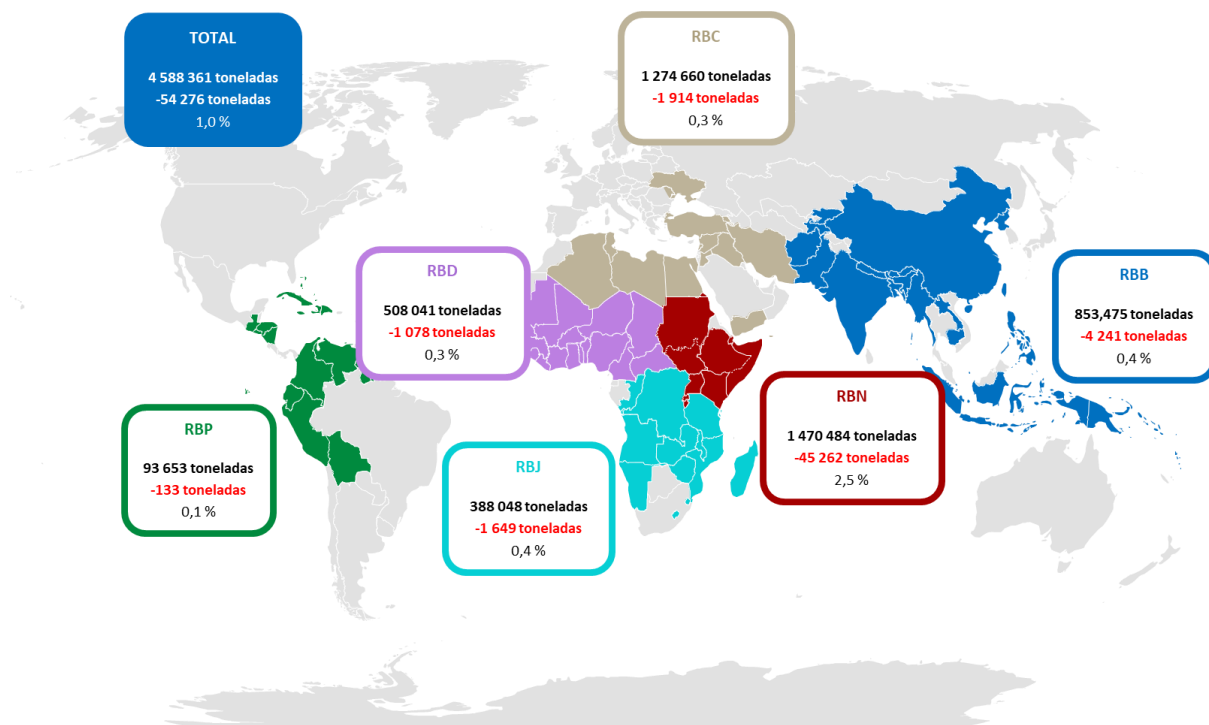 TOTAL
4 588 361 toneladas
-54 276 toneladas
1,0 %
RBC
1 274 660 toneladas
-1 914 toneladas
0,3 %
RBD
508 041 toneladas
-1 078 toneladas
0,3 %
RBB
853,475 toneladas
-4 241 toneladas
0,4 %
RBN
1 470 484 toneladas
-45 262 toneladas
2,5 %
RBP
93 653 toneladas
-133 toneladas
0,1 %
RBJ
388 048 toneladas
-1 649 toneladas
0,4 %